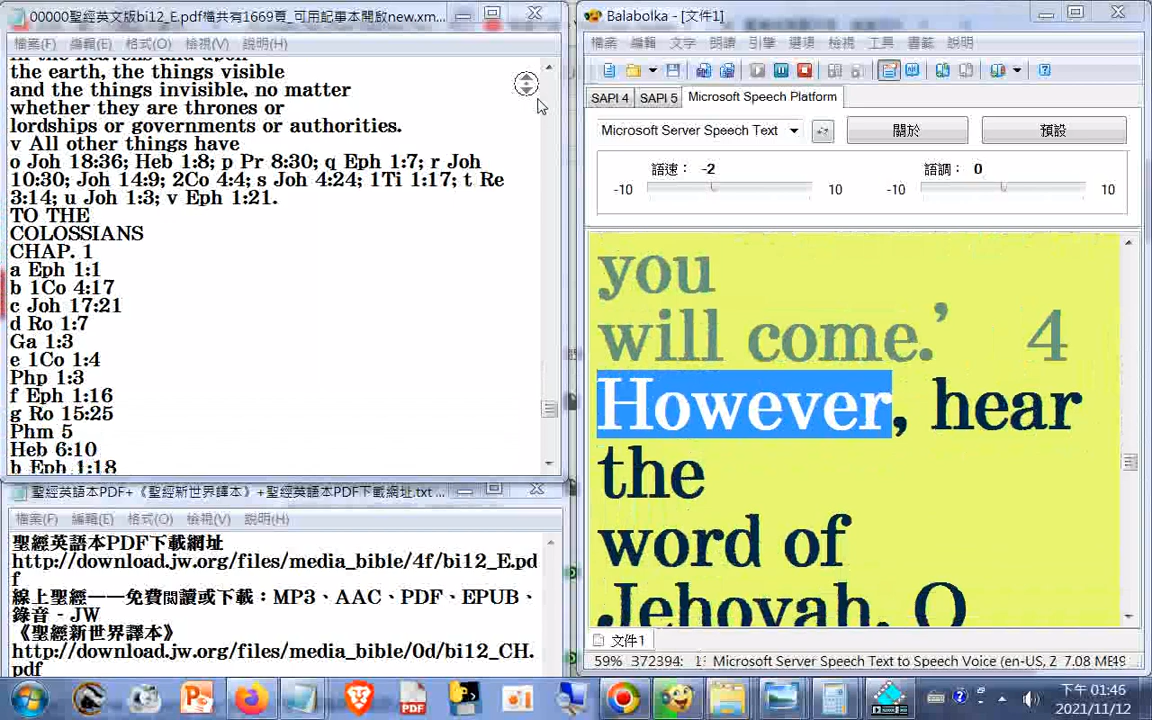 00000聖經英文版bi12_E.pdf檔共有1669頁_可用記事本開啟new.xm...
檔案(F) 編輯(E) 格式(O) 檢視(V) 說明(H)
in the heavens and upon
the earth, the things visible
and the things invisible, no matter
whether they are thrones or
lordships or governments or authorities.
v All other things have
o Joh 18:36; Heb 1:8; p Pr 8:30; q Eph 1:7; r Joh
10:30; Joh 14:9; 2Co 4:4; s Joh 4:24; 1Ti 1:17; t Re
3:14; u Joh 1:3; v Eph 1:21.
TO THE
COLOSSIANS
CHAP. 1
a Eph 1:1
b 1Co 4:17
c Joh 17:21
d Ro 1:7
Ga 1:3
e 1Co 1:4
Php 1:3
f Eph 1:16
g Ro 15:25
Phm 5
Heb 6:10
h Eph 1:18
聖經英語本PDF+《聖經新世界譯本》+聖經英語本PDF下載網址.txt ...
檔案(F) 編輯(E) 格式(O) 檢視(V) 說明(H)
聖經英語本PDF下載網址
http://download.jw.org/files/media_bible/4f/bi12_E.pd
f
線上聖經——免費閱讀或下載：MP3、AAC、PDF、EPUB、
錄音 - JW
《聖經新世界譯本》
http://download.jw.org/files/media_bible/0d/bi12_CH.
pdf
Balabolka - [文件1]
檔案 編輯 文字 朗讀 引擎 選項 檢視 工具 書籤 說明
SAPI 4 SAPI 5 Microsoft Speech Platform
Microsoft Server Speech Text 關於 預設
語速： -2 語調： 0
-10 10 -10 10
you
will come.’ 4
However, hear
the
word of
Jehovah, O
文件1
59% 372394: Microsoft Server Speech Text to Speech Voice (en-US, 7.08 ME
PDF
下午 01:46
2021/11/12